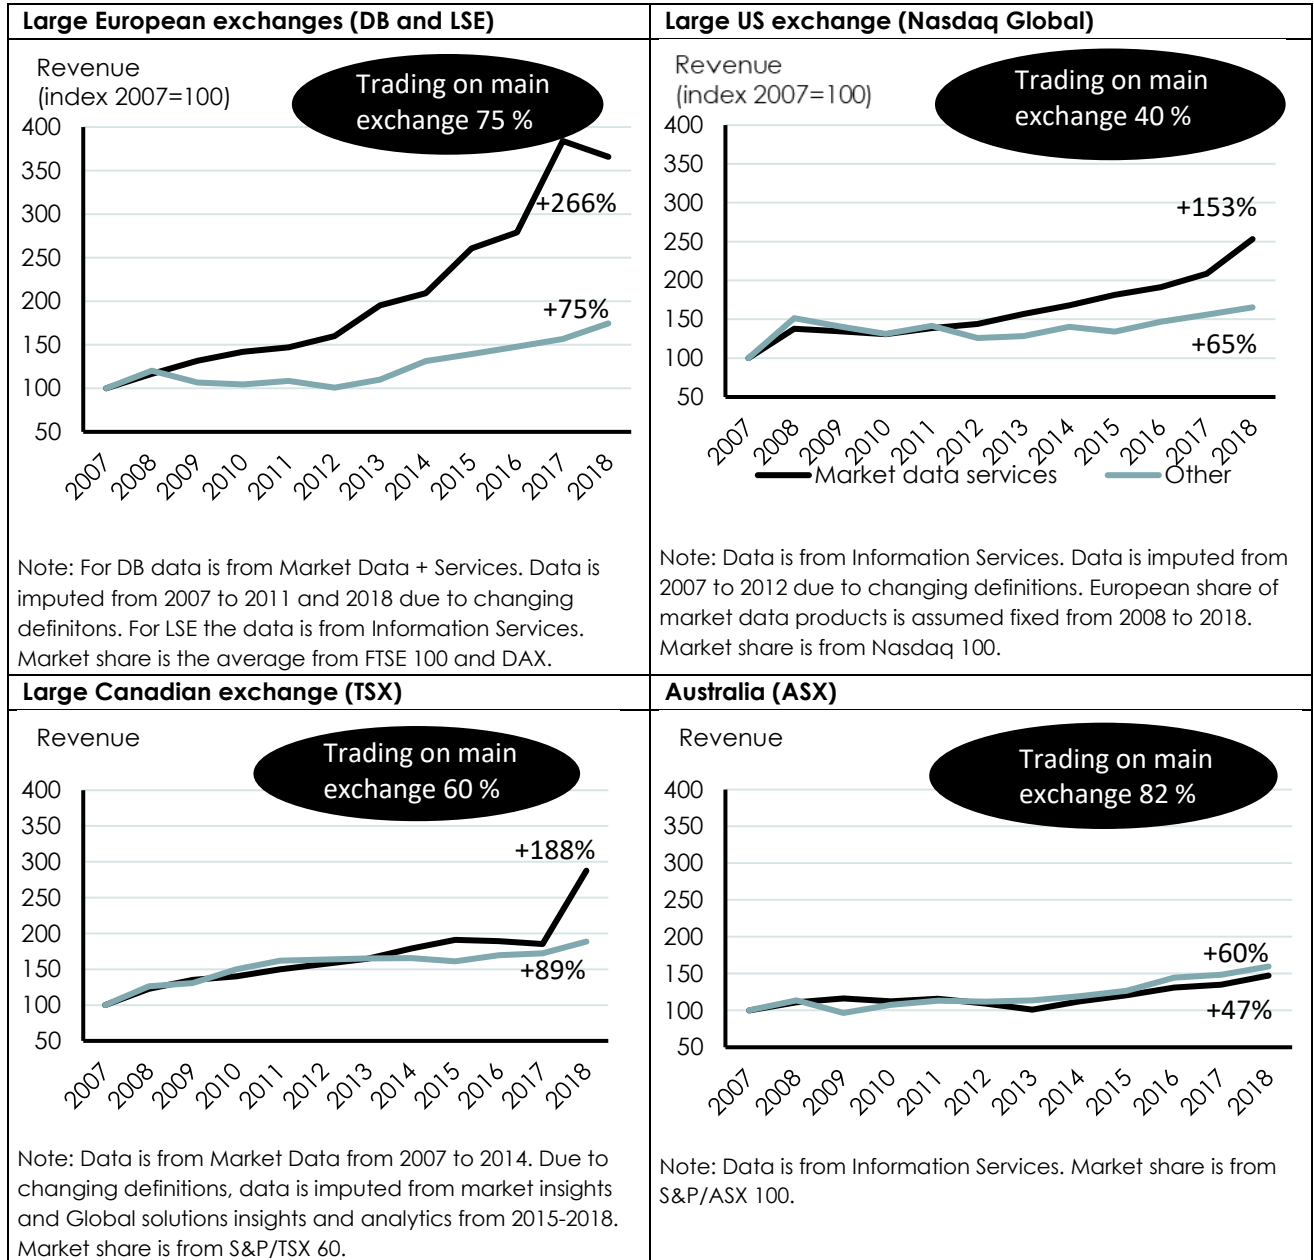 Large European exchanges (DB and LSE)
Revenue
(index 2007=100)
Trading on main
exchange 75 %
400
350
300
250
200
150
100
50
+266%
+75%
2007 2008 2009 2010 2011 2012 2013 2014 2015 2016 2017 2018
Note: For DB data is from Market Data + Services. Data is
imputed from 2007 to 2011 and 2018 due to changing
definitons. For LSE the data is from Information Services.
Market share is the average from FTSE 100 and DAX.
Large US exchange (Nasdaq Global)
Revenue
(index 2007=100)
Trading on main
exchange 40 %
400
350
300
250
200
150
100
50
+153%
+65%
2007 2008 2009 2010 2011 2012 2013 2014 2015 2016 2017 2018
Market data services Other
Note: Data is from Information Services. Data is imputed from
2007 to 2012 due to changing definitions. European share of
market data products is assumed fixed from 2008 to 2018.
Market share is from Nasdaq 100.
Large Canadian exchange (TSX)
Revenue
Trading on main
exchange 60 %
400
350
300
250
200
150
100
50
+188%
+89%
2007 2008 2009 2010 2011 2012 2013 2014 2015 2016 2017 2018
Note: Data is from Market Data from 2007 to 2014. Due to
changing definitions, data is imputed from market insights
and Global solutions insights and analytics from 2015-2018.
Market share is from S&P/TSX 60.
Australia (ASX)
Revenue
Trading on main
exchange 82 %
400
350
300
250
200
150
100
50
+60%
+47%
2007 2008 2009 2010 2011 2012 2013 2014 2015 2016 2017 2018
Note: Data is from Information Services. Market share is from
S&P/ASX 100.